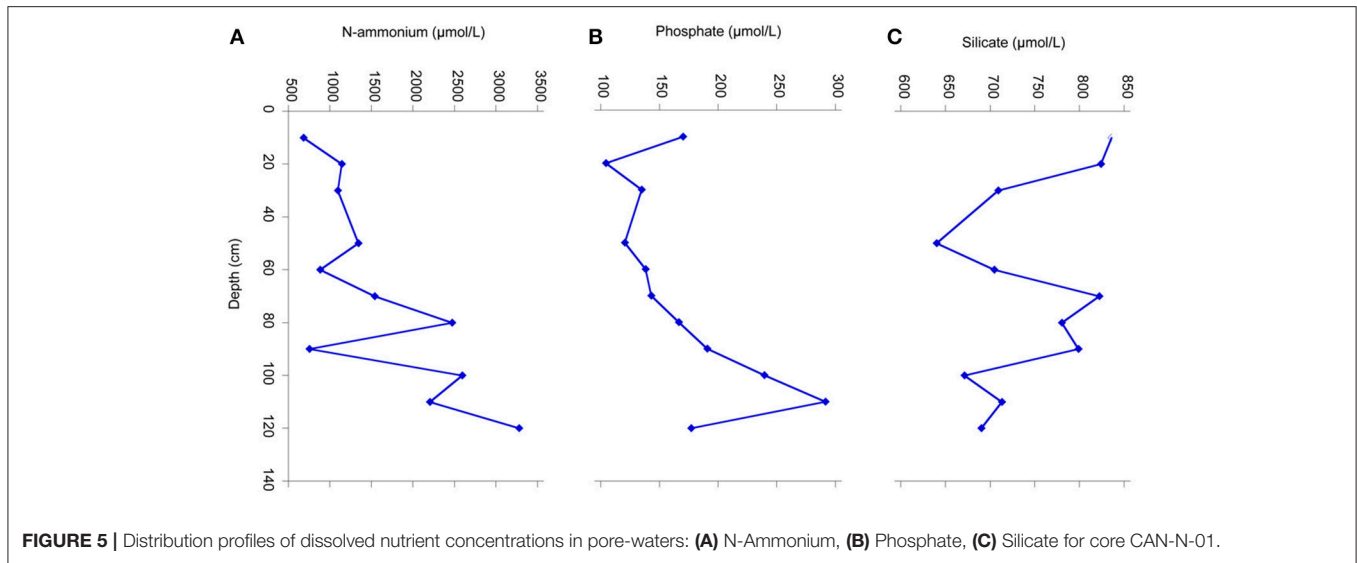 A N-ammonium (µmol/L) B Phosphate (µmol/L) C Silicate (µmol/L)
500 1000 1500 2000 2500 3000 3500 100 150 200 250 300 600 650 700 750 800 850
0
20
40
60
80
100
120
140
Depth (cm)
FIGURE 5 | Distribution profiles of dissolved nutrient concentrations in pore-waters: (A) N-Ammonium, (B) Phosphate, (C) Silicate for core CAN-N-01.